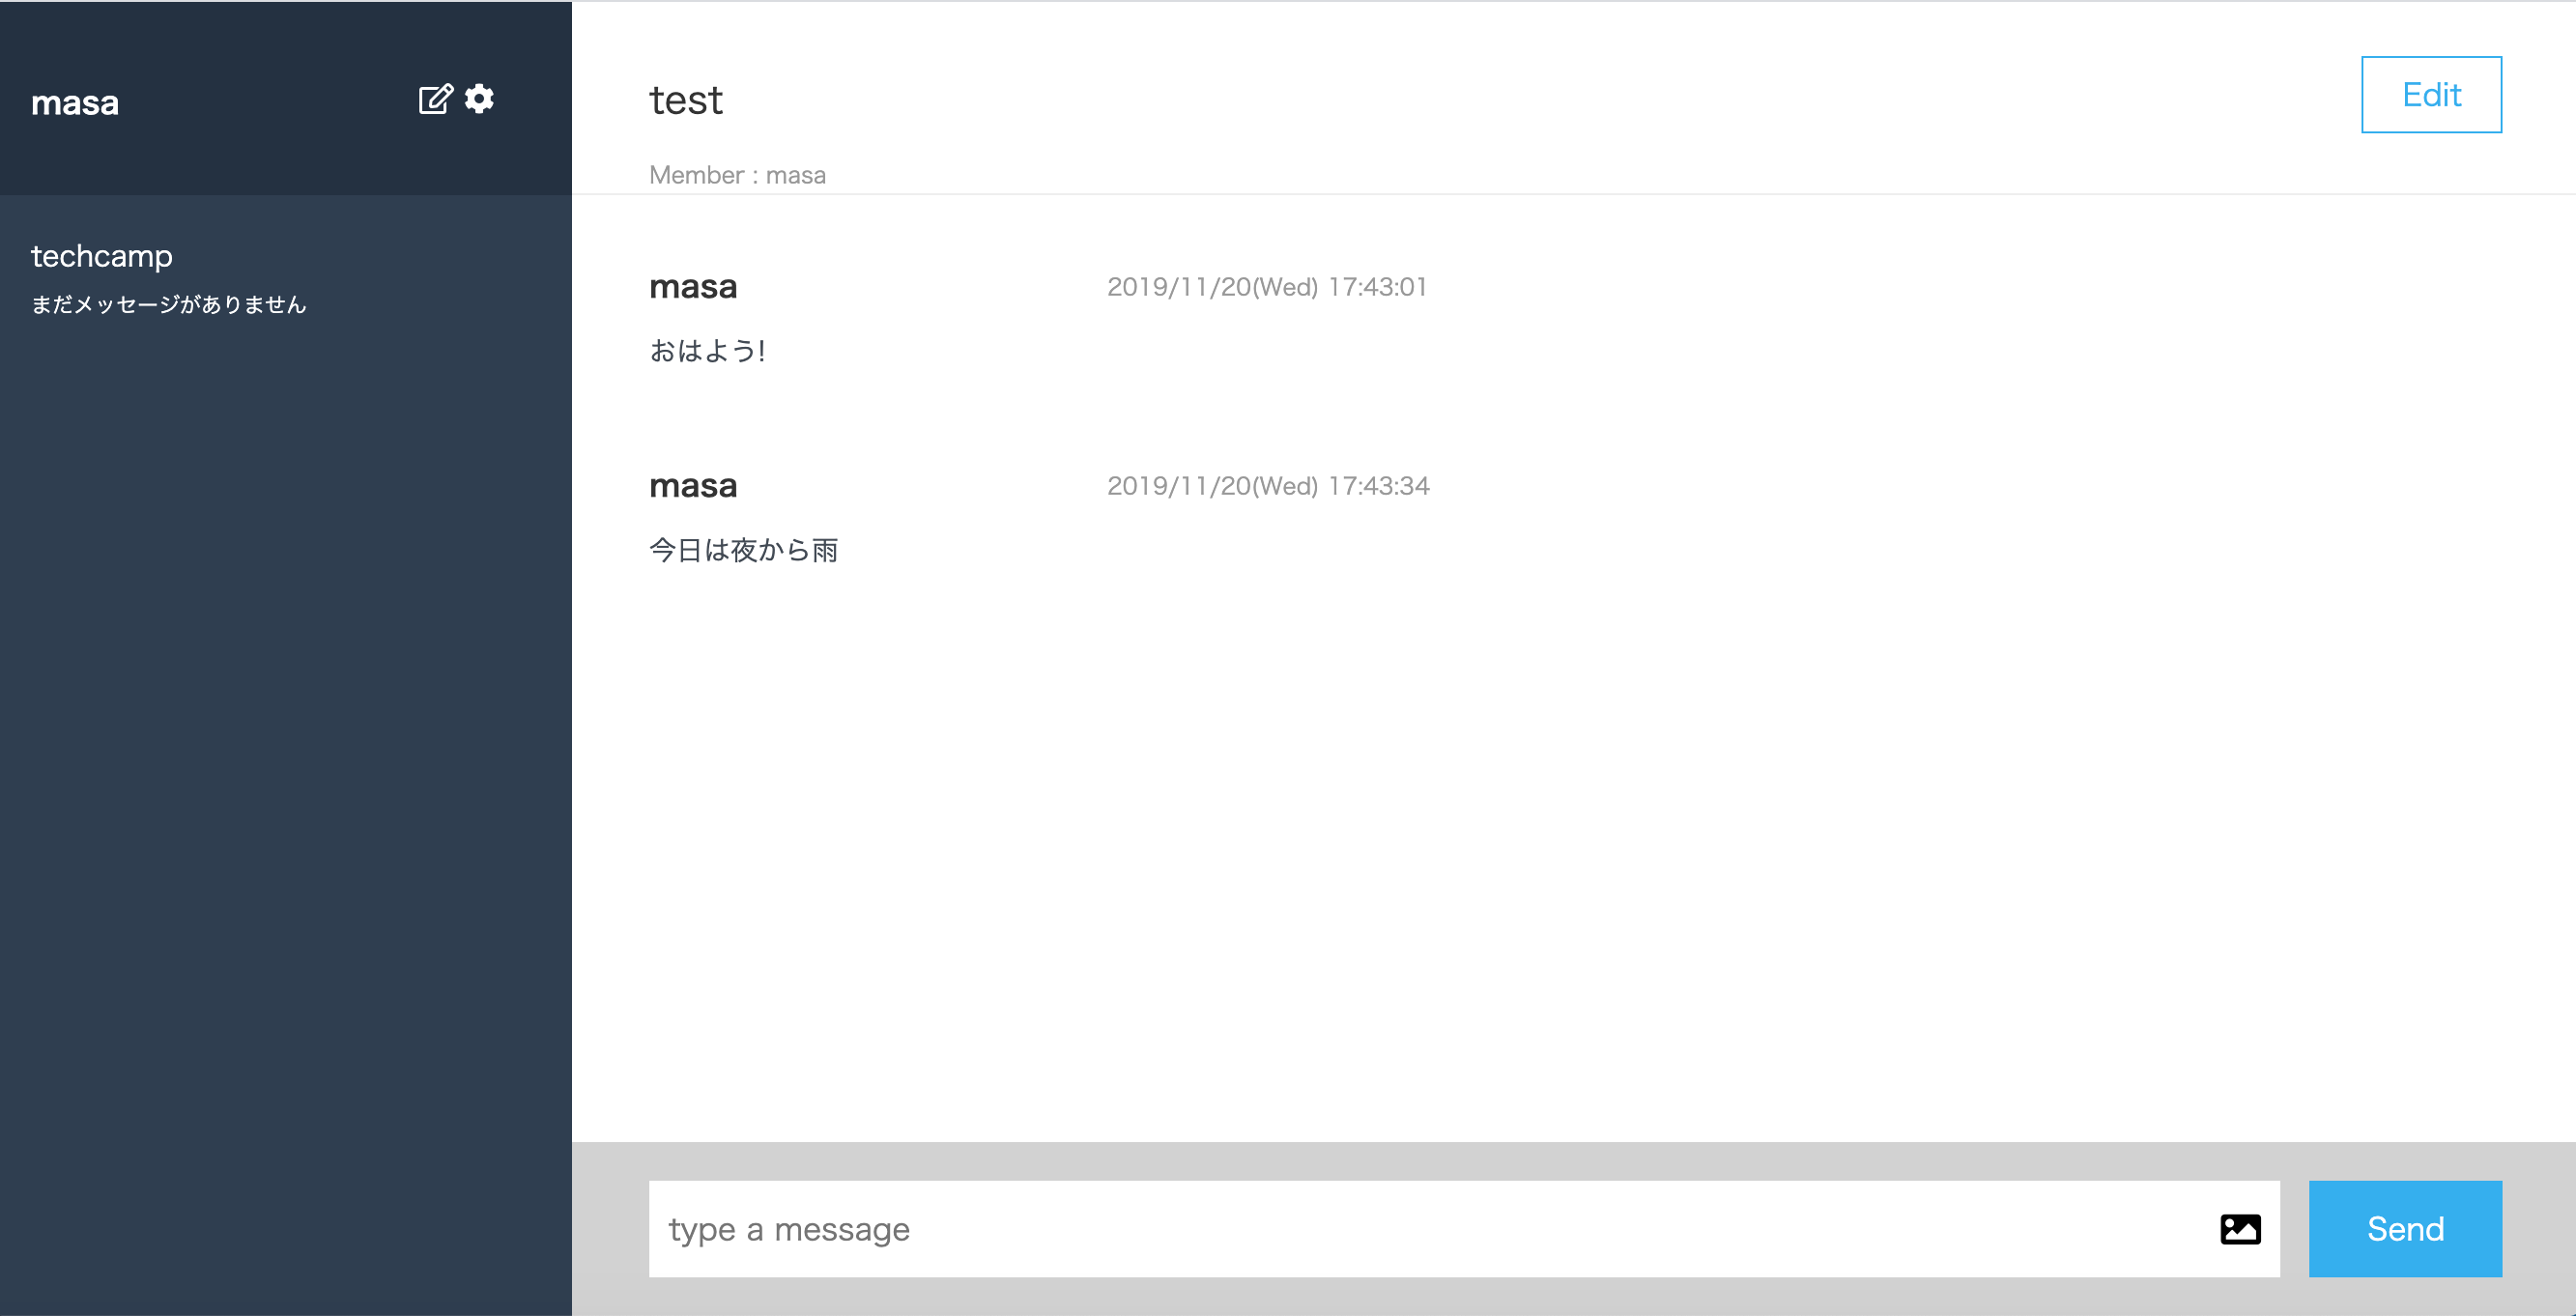 masa
techcamp
まだメッセージがありません
test
Edit
Member : masa
masa 2019/11/20(Wed) 17:43:01
おはよう!
masa 2019/11/20(Wed) 17:43:34
今日は夜から雨
type a message
Send